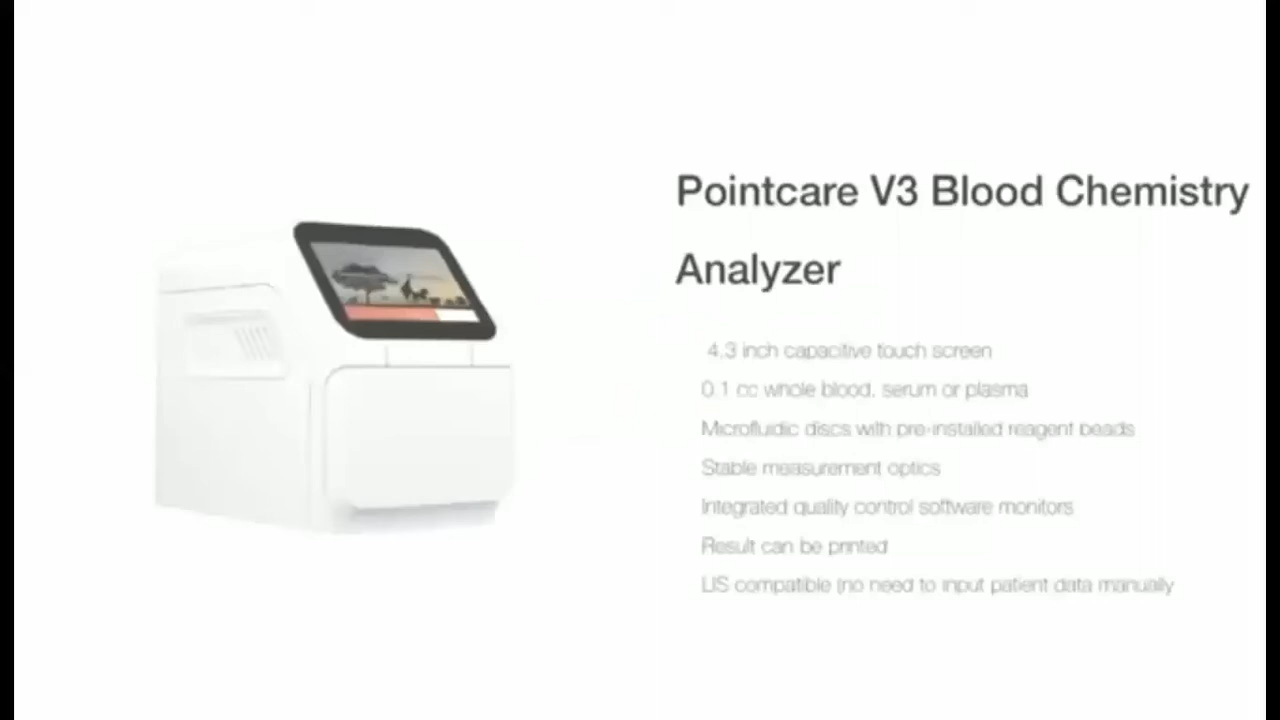 Pointcare V3 Blood Chemistry
Analyzer
4.3 inch capacitive touch screen
0.1 cc whole blood, serum or plasma
Microfluidic discs with pre-installed reagent beads
Stable measurement optics
Integrated quality control software monitors
Result can be printed
LIS compatible (no need to input patient data manually